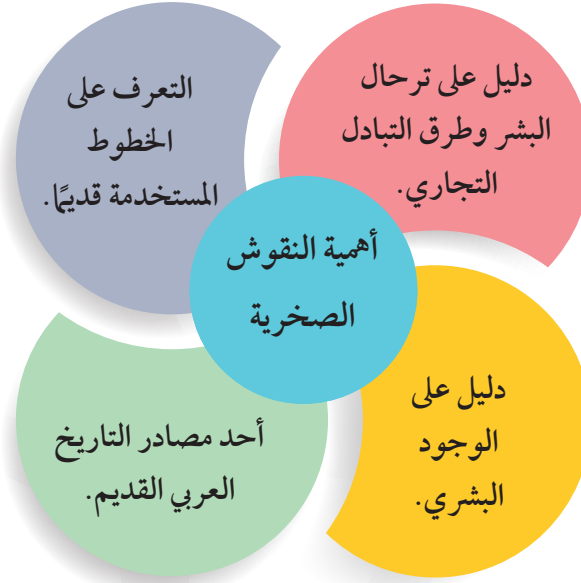 دليل على ترحال
البشر وطرق التبادل
التجاري.
التعرف على
الخطوط
المستخدمة قديمًا.
أهمية النقوش
الصخرية
دليل على
الوجود
البشري.
أحد مصادر التاريخ
العربي القديم.